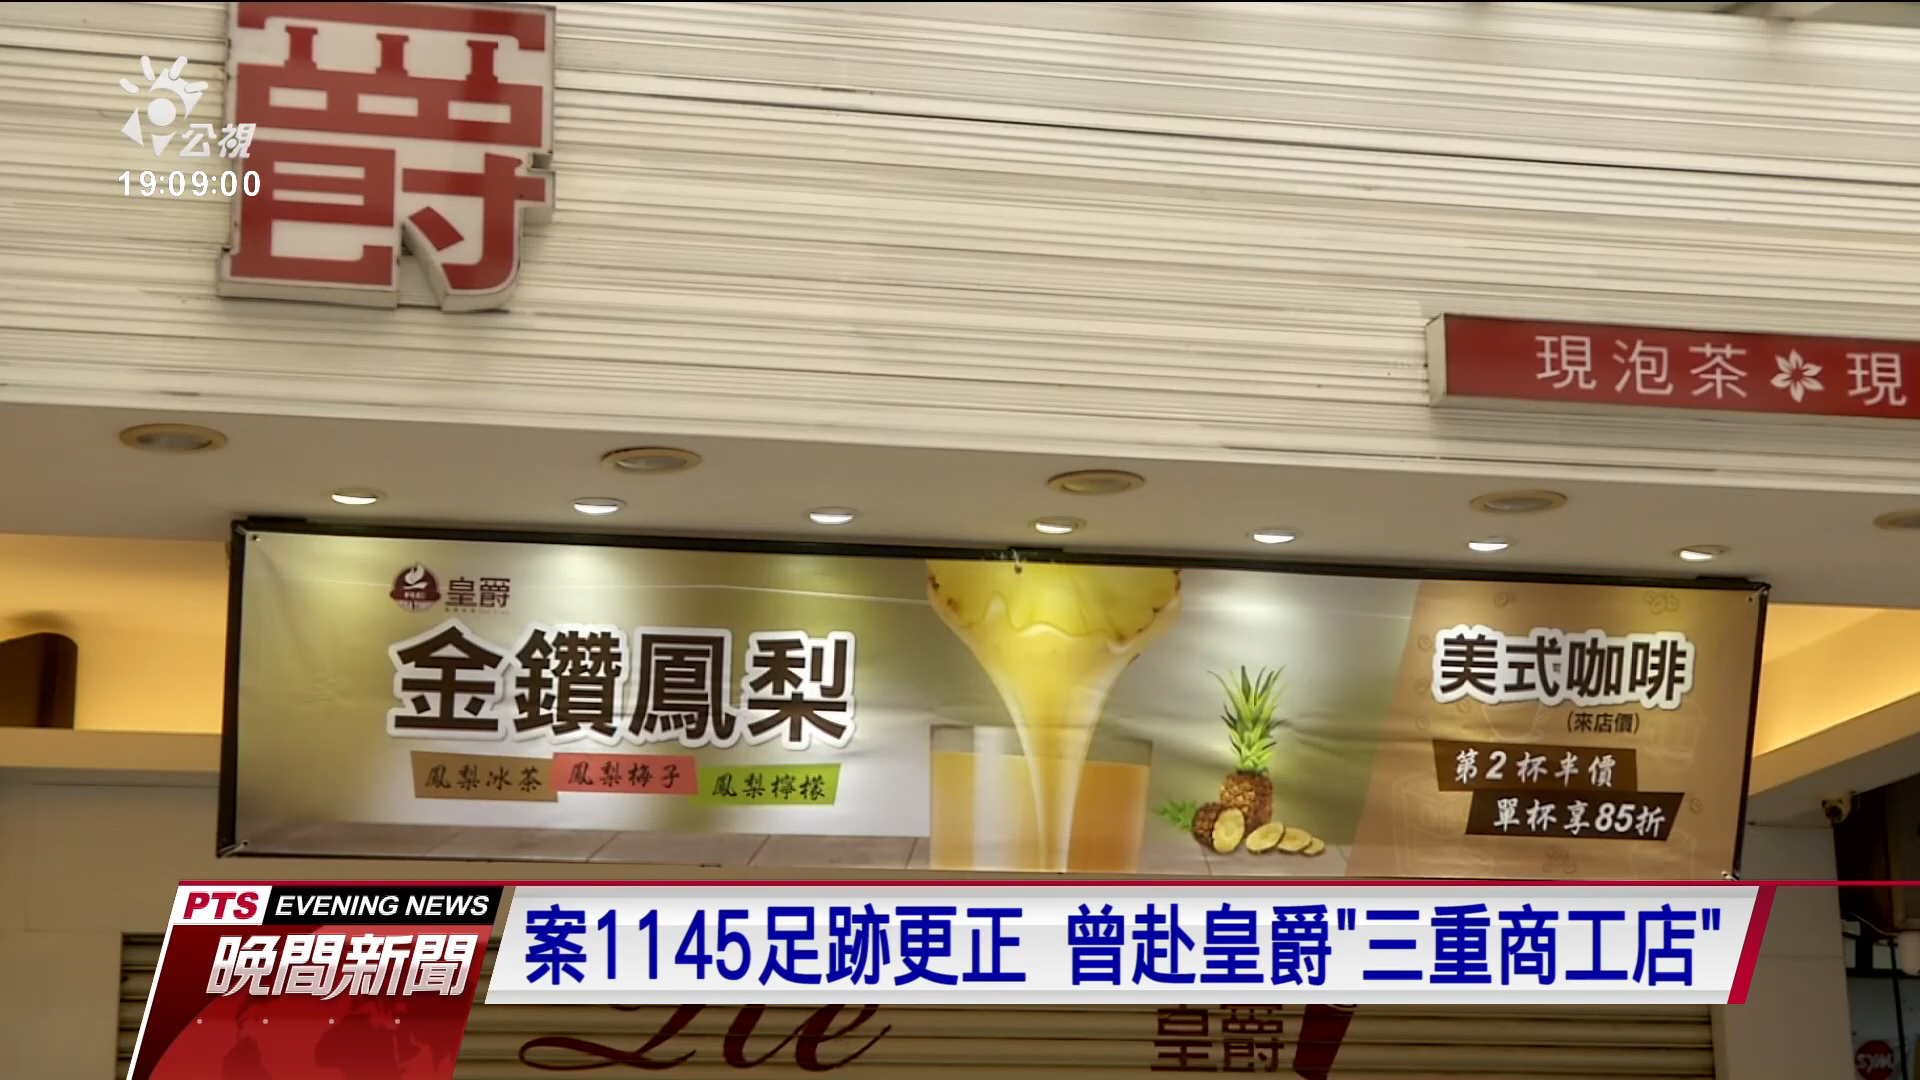 爵
公視
19:09:00
現泡茶 現
皇爵
金鑽鳳梨
鳳梨冰茶 鳳梨梅子 鳳梨檸檬
美式咖啡
(來店價)
第2杯半價
單杯享85折
PTS EVENING NEWS
晚間新聞
案1145足跡更正 曾赴皇爵"三重商工店"
皇爵